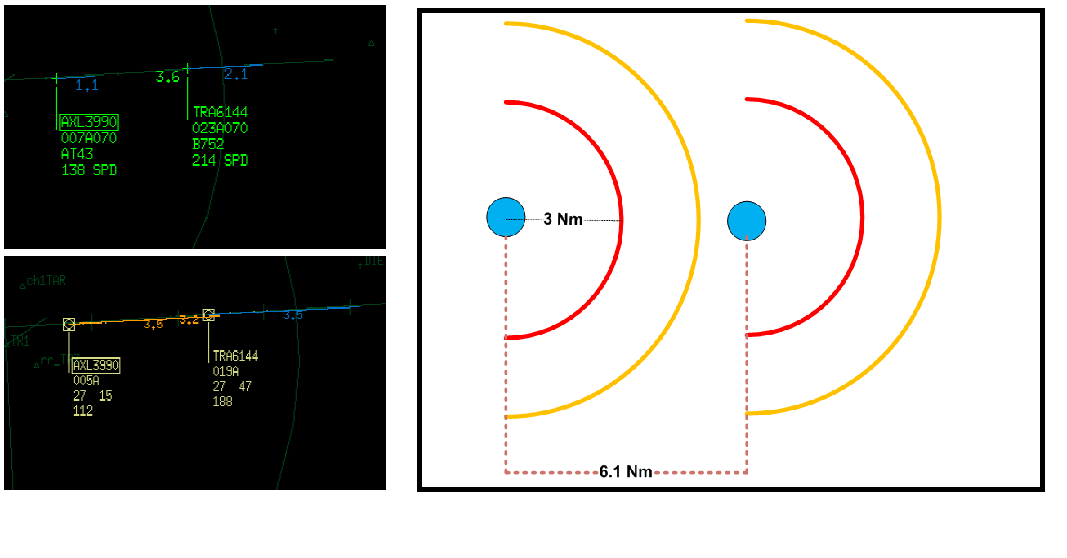 1.1
3.6
2.1
AXL3990
007A070
AT43
138 SPD
TRA6144
023A070
B752
214 SPD
ch1TAR
DIE
3.5
3.2
3.5
TR1
AXL3990
005A
27 15
112
TRA6144
019A
27 47
188
3 Nm
6.1 Nm